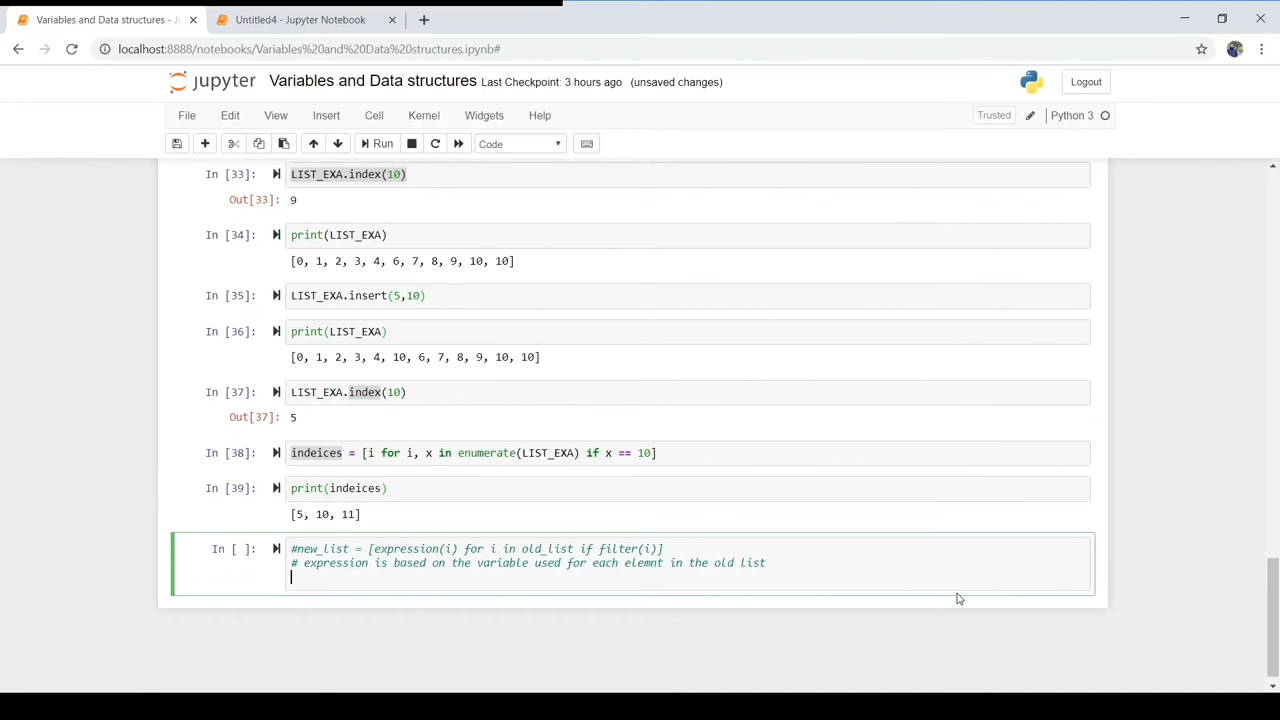 Variables and Data structures - J
Untitled4 - Jupyter Notebook
localhost:8888/notebooks/Variables%20and%20Data%20structures.ipynb#
jupyter Variables and Data structures Last Checkpoint: 3 hours ago (unsaved changes)
Logout
File Edit View Insert Cell Kernel Widgets Help
Trusted Python 3
Run Code
In [33]: LIST_EXA.index(10)
Out[33]: 9
In [34]: print(LIST_EXA)
[0, 1, 2, 3, 4, 6, 7, 8, 9, 10, 10]
In [35]: LIST_EXA.insert(5,10)
In [36]: print(LIST_EXA)
[0, 1, 2, 3, 4, 10, 6, 7, 8, 9, 10, 10]
In [37]: LIST_EXA.index(10)
Out[37]: 5
In [38]: indeices = [i for i, x in enumerate(LIST_EXA) if x == 10]
In [39]: print(indeices)
[5, 10, 11]
In [ ]: #new_list = [expression(i) for i in old_list if filter(i)]
# expression is based on the variable used for each elemnt in the old list